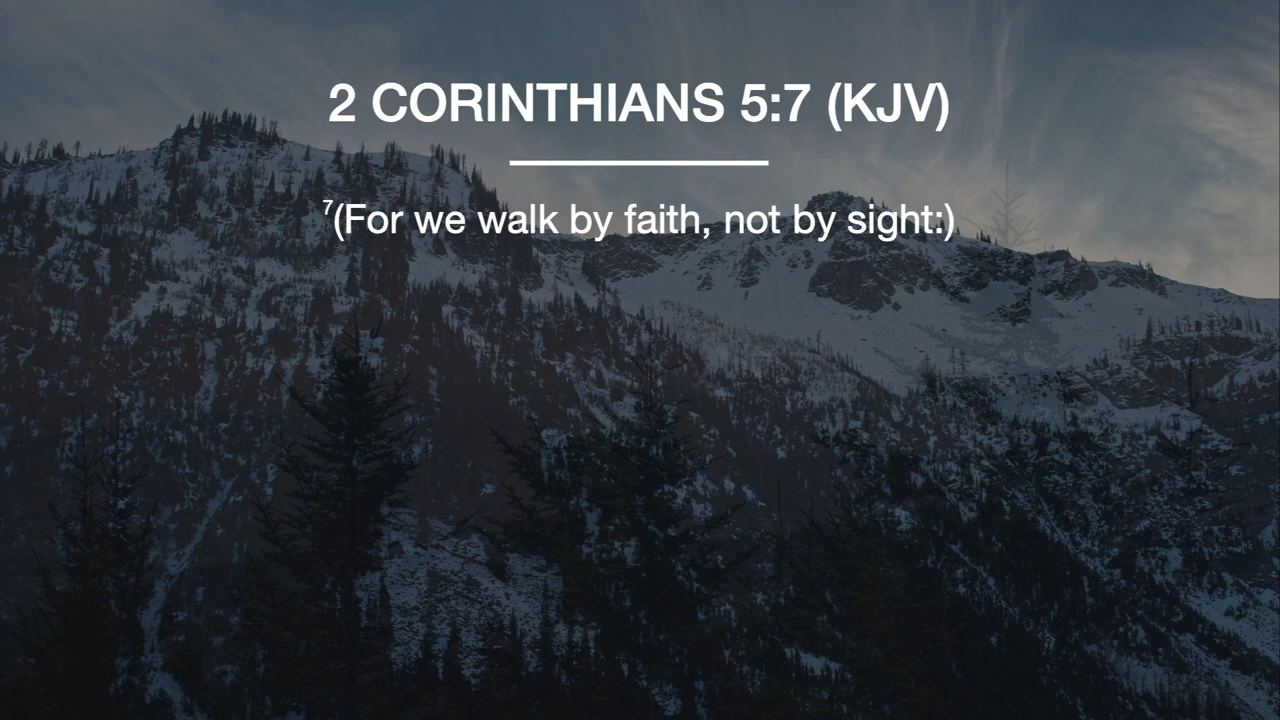 2 CORINTHIANS 5:7 (KJV)
⁷(For we walk by faith, not by sight:)